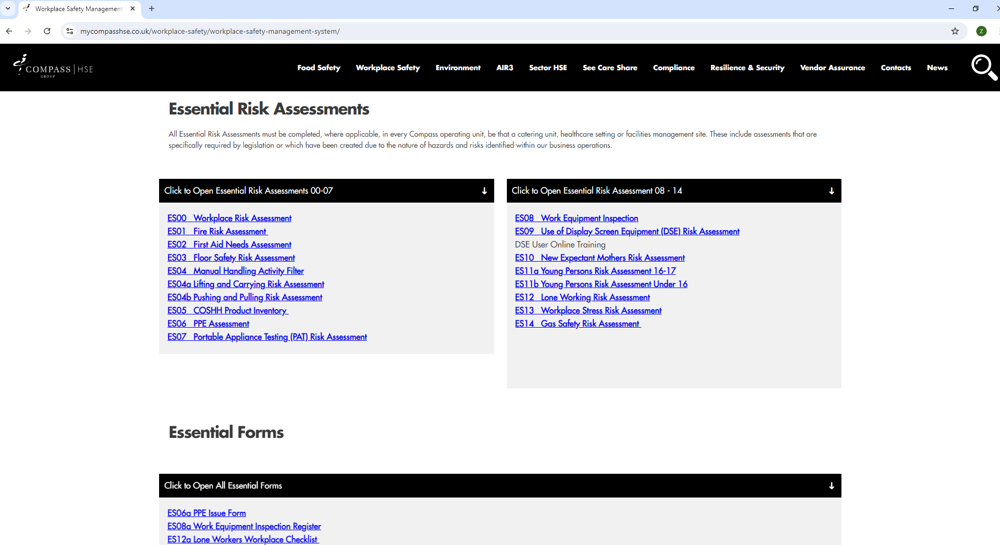 Workplace Safety Management
mycompasshse.co.uk/workplace-safety/workplace-safety-management-system/
Z
COMPASS | HSE
GROUP
Food Safety
Workplace Safety
Environment
AIR3
Sector HSE
See Care Share
Compliance
Resilience & Security
Vendor Assurance
Contacts
News
Essential Risk Assessments
All Essential Risk Assessments must be completed, where applicable, in every Compass operating unit, be that a catering unit, healthcare setting or facilities management site. These include assessments that are
specifically required by legislation or which have been created due to the nature of hazards and risks identified within our business operations.
Click to Open Essential Risk Assessments 00-07
ES00 Workplace Risk Assessment
ES01 Fire Risk Assessment
ES02 First Aid Needs Assessment
ES03 Floor Safety Risk Assessment
ES04 Manual Handling Activity Filter
ES04a Lifting and Carrying Risk Assessment
ES04b Pushing and Pulling Risk Assessment
ES05 COSHH Product Inventory
ES06 PPE Assessment
ES07 Portable Appliance Testing (PAT) Risk Assessment
Click to Open Essential Risk Assessment 08 - 14
ES08 Work Equipment Inspection
ES09 Use of Display Screen Equipment (DSE) Risk Assessment
DSE User Online Training
ES10 New Expectant Mothers Risk Assessment
ES11a Young Persons Risk Assessment 16-17
ES11b Young Persons Risk Assessment Under 16
ES12 Lone Working Risk Assessment
ES13 Workplace Stress Risk Assessment
ES14 Gas Safety Risk Assessment
Essential Forms
Click to Open All Essential Forms
ES06a PPE Issue Form
ES08a Work Equipment Inspection Register
ES12a Lone Workers Workplace Checklist